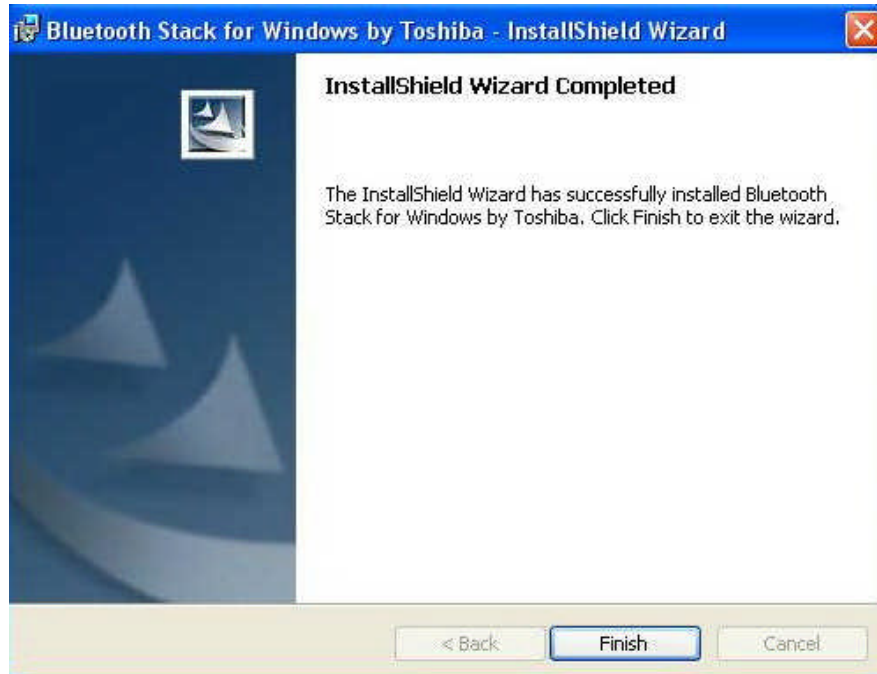 Bluetooth Stack for Windows by Toshiba - InstallShield Wizard
InstallShield Wizard Completed
The InstallShield Wizard has successfully installed Bluetooth
Stack for Windows by Toshiba. Click Finish to exit the wizard.
< Back
Finish
Cancel